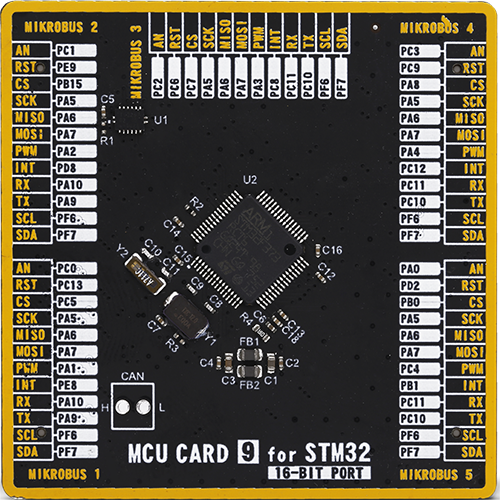 MIKROBUS 2
AN PC1
RST PE9
CS PB15
SCK PA5
MISO PA6
MOSI PA7
PWM PA2
INT PD8
RX PA10
TX PA9
SCL PF6
SDA PF7
MIKROBUS 3
AN RST CS SCK MISO MOSI PWM INT RX TX SCL SDA
PC2 PC6 PC7 PA5 PA6 PA7 PA3 PC8 PC11 PC10 PF6 PF7
MIKROBUS 4
PC3 AN
PC9 RST
PA8 CS
PA5 SCK
PA6 MISO
PA7 MOSI
PA4 PWM
PC12 INT
PC11 RX
PC10 TX
PF6 SCL
PF7 SDA
C5
U1
R1
U2
R2
C14
C10
Y2
C15
C11
C9
C8
C7
R3
Y1
C16
C12
C6
C13
C18
R4
FB1
C4
C2
C3
FB2
C1
AN PC0
RST PC13
CS PC5
SCK PA5
MISO PA6
MOSI PA7
PWM PA1
INT PE8
RX PA10
TX PA9
SCL PF6
SDA PF7
MIKROBUS 1
PA0 AN
PD2 RST
PB0 CS
PA5 SCK
PA6 MISO
PA7 MOSI
PC4 PWM
PB1 INT
PC11 RX
PC10 TX
PF6 SCL
PF7 SDA
MIKROBUS 5
CAN
H L
MCU CARD 9 for STM32
16-BIT PORT